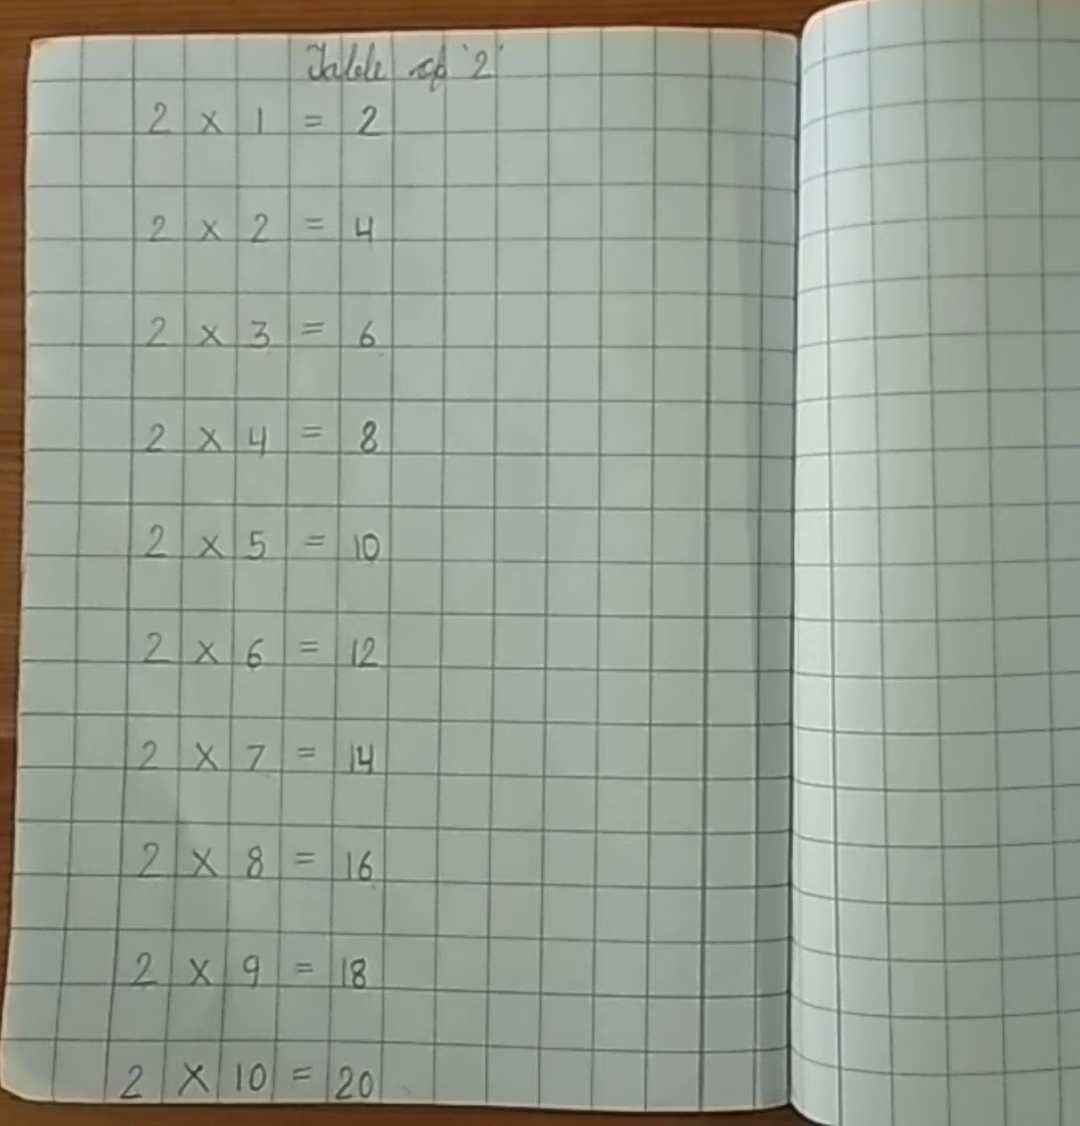 Table of '2'
2 × 1 = 2
2 × 2 = 4
2 × 3 = 6
2 × 4 = 8
2 × 5 = 10
2 × 6 = 12
2 × 7 = 14
2 × 8 = 16
2 × 9 = 18
2 × 10 = 20